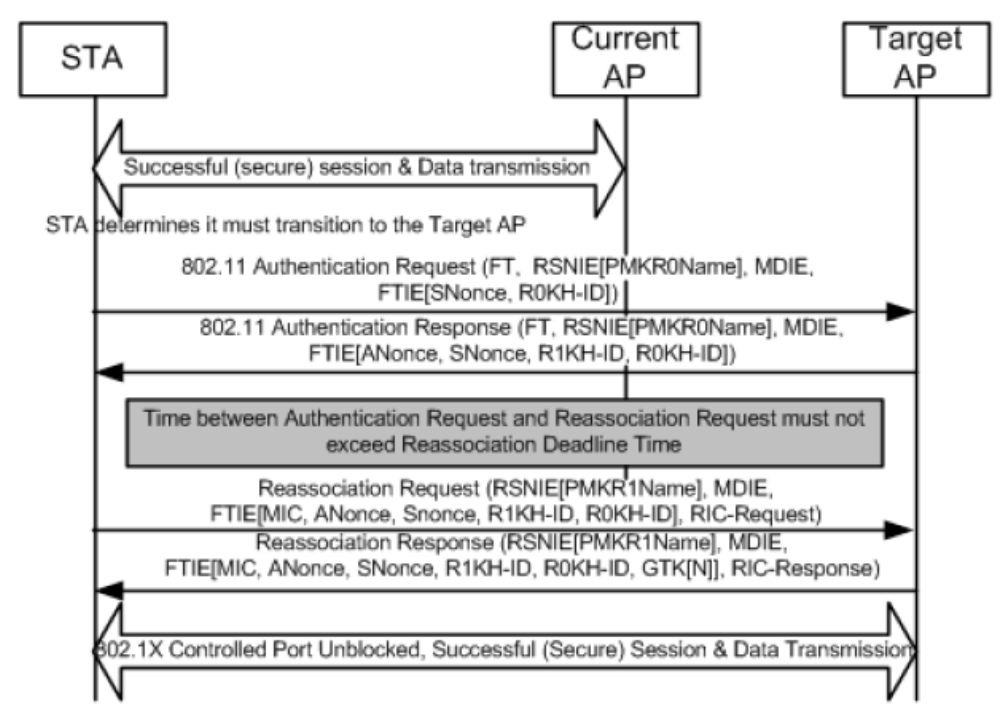 STA
Current
AP
Target
AP
Successful (secure) session & Data transmission
STA determines it must transition to the Target AP
802.11 Authentication Request (FT, RSNIE[PMKR0Name], MDIE,
FTIE[SNonce, R0KH-ID])
802.11 Authentication Response (FT, RSNIE[PMKR0Name], MDIE,
FTIE[ANonce, SNonce, R1KH-ID, R0KH-ID])
Time between Authentication Request and Reassociation Request must not
exceed Reassociation Deadline Time
Reassociation Request (RSNIE[PMKR1Name], MDIE,
FTIE[MIC, ANonce, Snonce, R1KH-ID, R0KH-ID], RIC-Request)
Reassociation Response (RSNIE[PMKR1Name], MDIE,
FTIE[MIC, ANonce, SNonce, R1KH-ID, R0KH-ID, GTK[N]], RIC-Response)
802.1X Controlled Port Unblocked, Successful (Secure) Session & Data Transmission